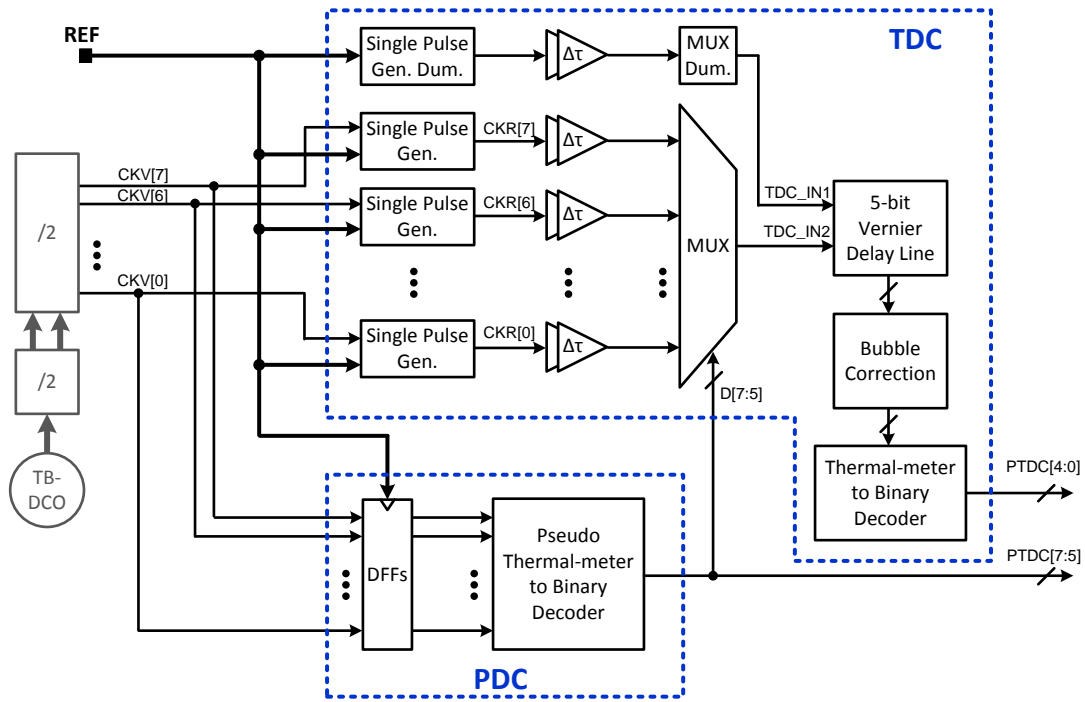 REF
Single Pulse
Gen. Dum.
Δτ
MUX
Dum.
TDC
Single Pulse
Gen.
CKR[7]
Δτ
CKV[7]
CKV[6]
Single Pulse
Gen.
CKR[6]
Δτ
TDC_IN1
5-bit
Vernier
Delay Line
/2
MUX
TDC_IN2
CKV[0]
Single Pulse
Gen.
CKR[0]
Δτ
Bubble
Correction
/2
D[7:5]
TB-
DCO
Thermal-meter
to Binary
Decoder
PTDC[4:0]
DFFs
Pseudo
Thermal-meter
to Binary
Decoder
PTDC[7:5]
PDC